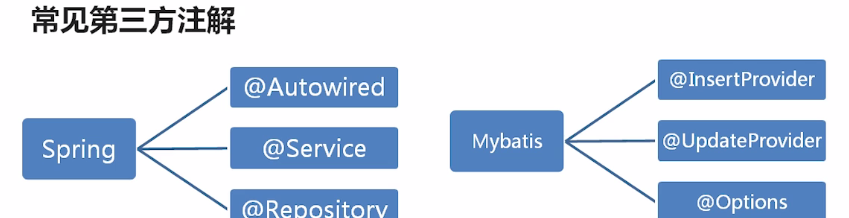 常见第三方注解
Spring
@Autowired
@Service
@Repository
Mybatis
@InsertProvider
@UpdateProvider
@Options